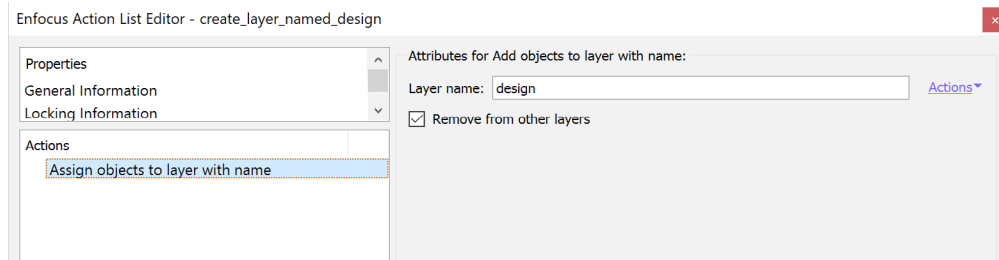 Enfocus Action List Editor - create_layer_named_design
Properties
General Information
Locking Information
Actions
Assign objects to layer with name
Attributes for Add objects to layer with name:
Layer name: design Actions
Remove from other layers